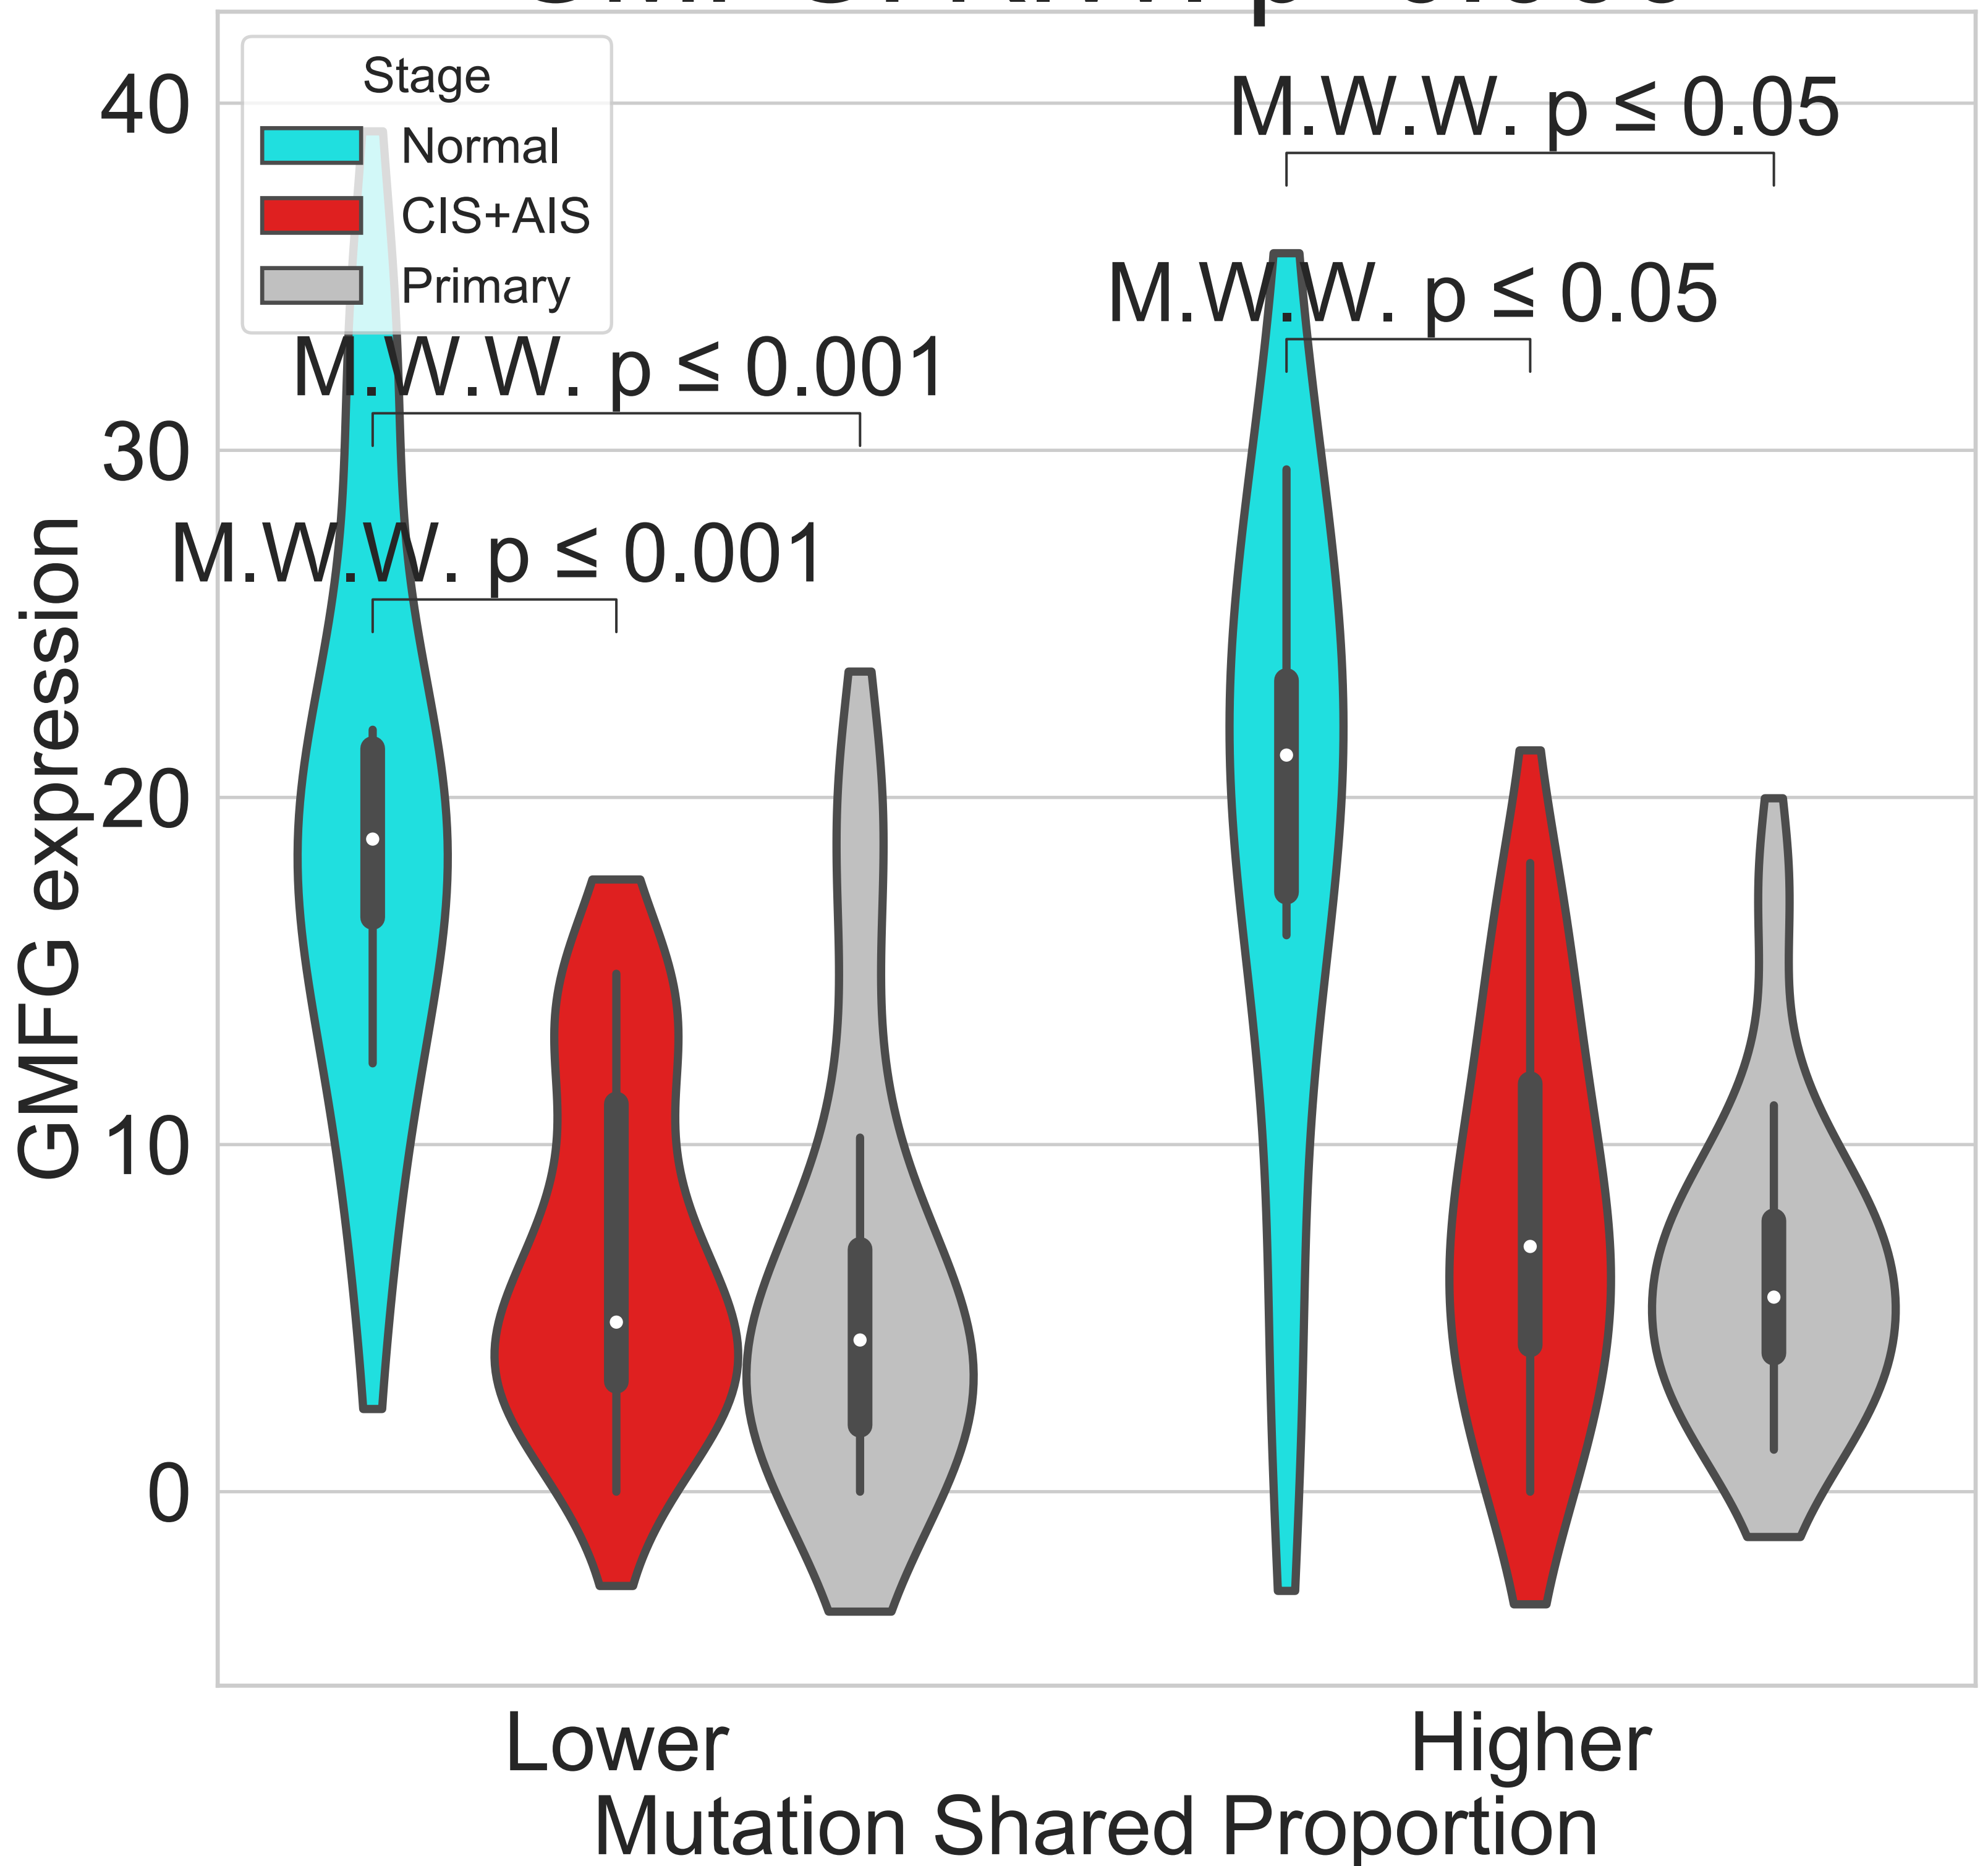 Stage
Normal
CIS+AIS
Primary
M.W.W. p ≤ 0.05
M.W.W. p ≤ 0.05
M.W.W. p ≤ 0.001
M.W.W. p ≤ 0.001
40
30
20
10
0
GMFG expression
Lower
Higher
Mutation Shared Proportion